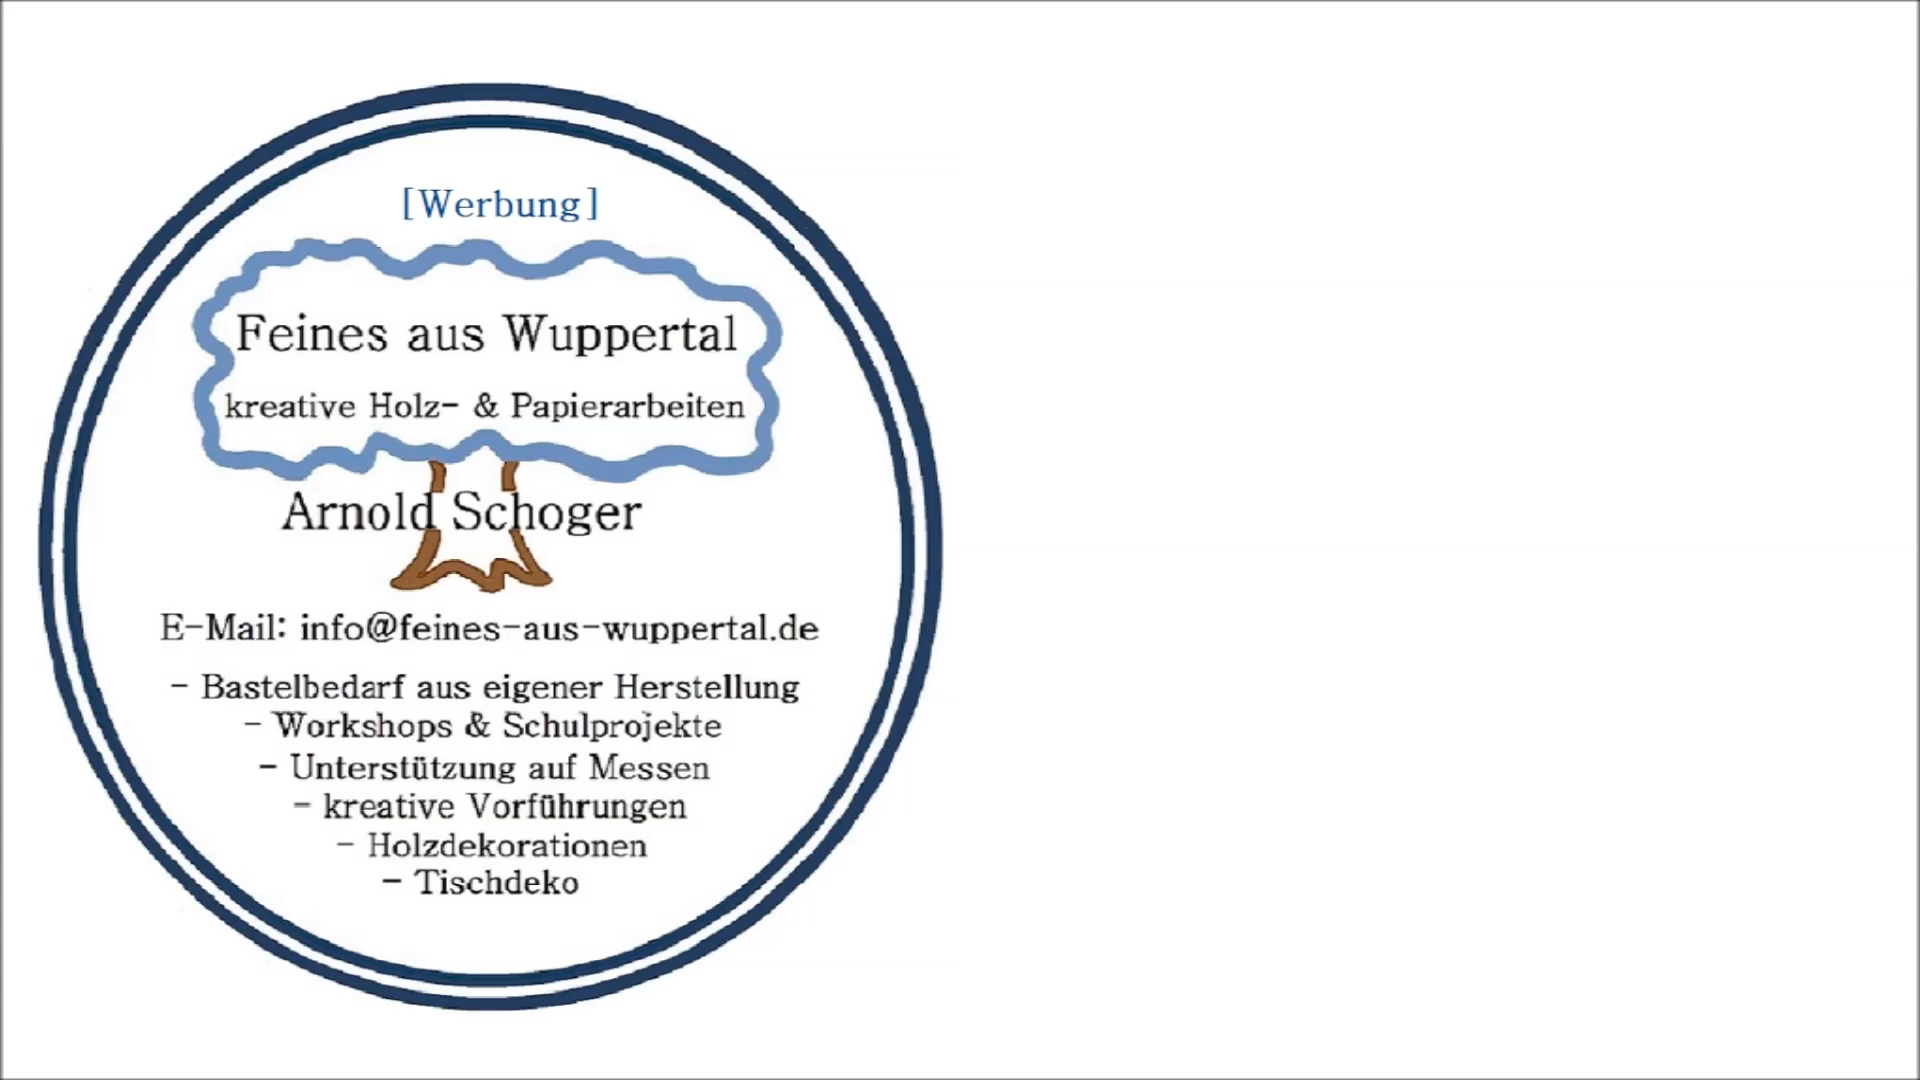 [Werbung]
Feines aus Wuppertal
kreative Holz- & Papierarbeiten
Arnold Schoger
E-Mail: info@feines-aus-wuppertal.de
- Bastelbedarf aus eigener Herstellung
- Workshops & Schulprojekte
- Unterstützung auf Messen
- kreative Vorführungen
- Holzdekorationen
- Tischdeko